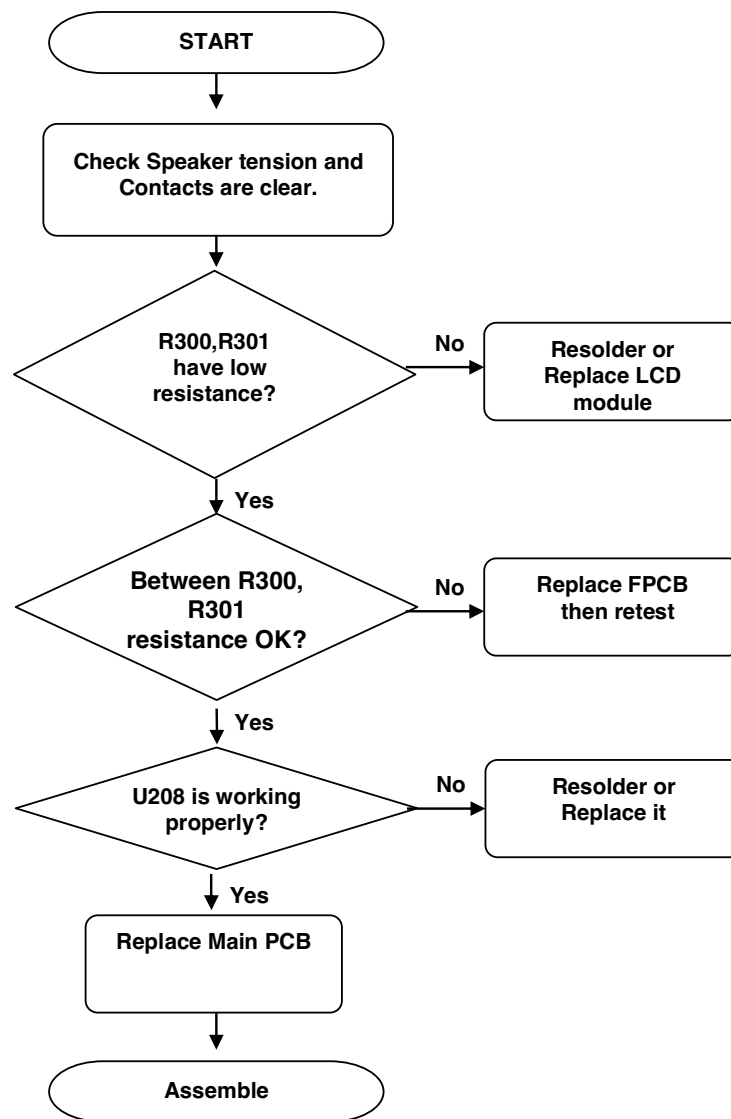 START
Check Speaker tension and
Contacts are clear.
R300,R301
have low
resistance?
No
Resolder or
Replace LCD
module
Yes
Between R300,
R301
resistance OK?
No
Replace FPCB
then retest
Yes
U208 is working
properly?
No
Resolder or
Replace it
Yes
Replace Main PCB
Assemble